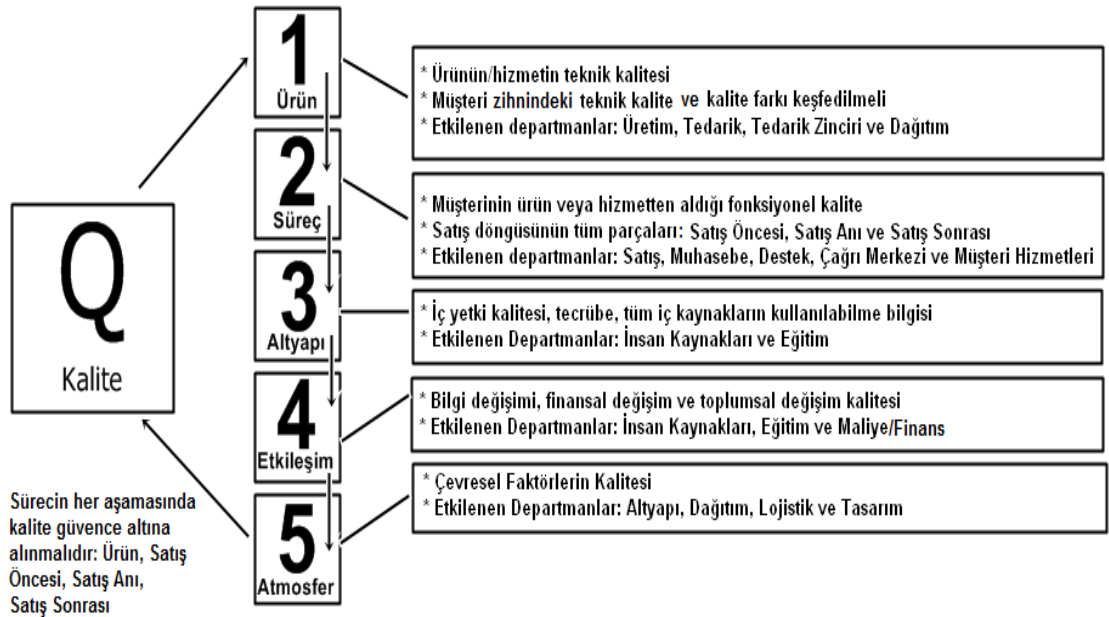 1
Ürün
* Ürünün/hizmetin teknik kalitesi
* Müşteri zihnindeki teknik kalite ve kalite farkı keşfedilmeli
* Etkilenen departmanlar: Üretim, Tedarik, Tedarik Zinciri ve Dağıtım
2
Süreç
* Müşterinin ürün veya hizmetten aldığı fonksiyonel kalite
* Satış döngüsünün tüm parçaları: Satış Öncesi, Satış Anı ve Satış Sonrası
* Etkilenen departmanlar: Satış, Muhasebe, Destek, Çağrı Merkezi ve Müşteri Hizmetleri
Q
Kalite
3
Altyapı
* İç yetki kalitesi, tecrübe, tüm iç kaynakların kullanılabilme bilgisi
* Etkilenen Departmanlar: İnsan Kaynakları ve Eğitim
4
Etkileşim
* Bilgi değişimi, finansal değişim ve toplumsal değişim kalitesi
* Etkilenen Departmanlar: İnsan Kaynakları, Eğitim ve Maliye/Finans
5
Atmosfer
* Çevresel Faktörlerin Kalitesi
* Etkilenen Departmanlar: Altyapı, Dağıtım, Lojistik ve Tasarım
Sürecin her aşamasında
kalite güvence altına
alınmalıdır: Ürün, Satış
Öncesi, Satış Anı,
Satış Sonrası